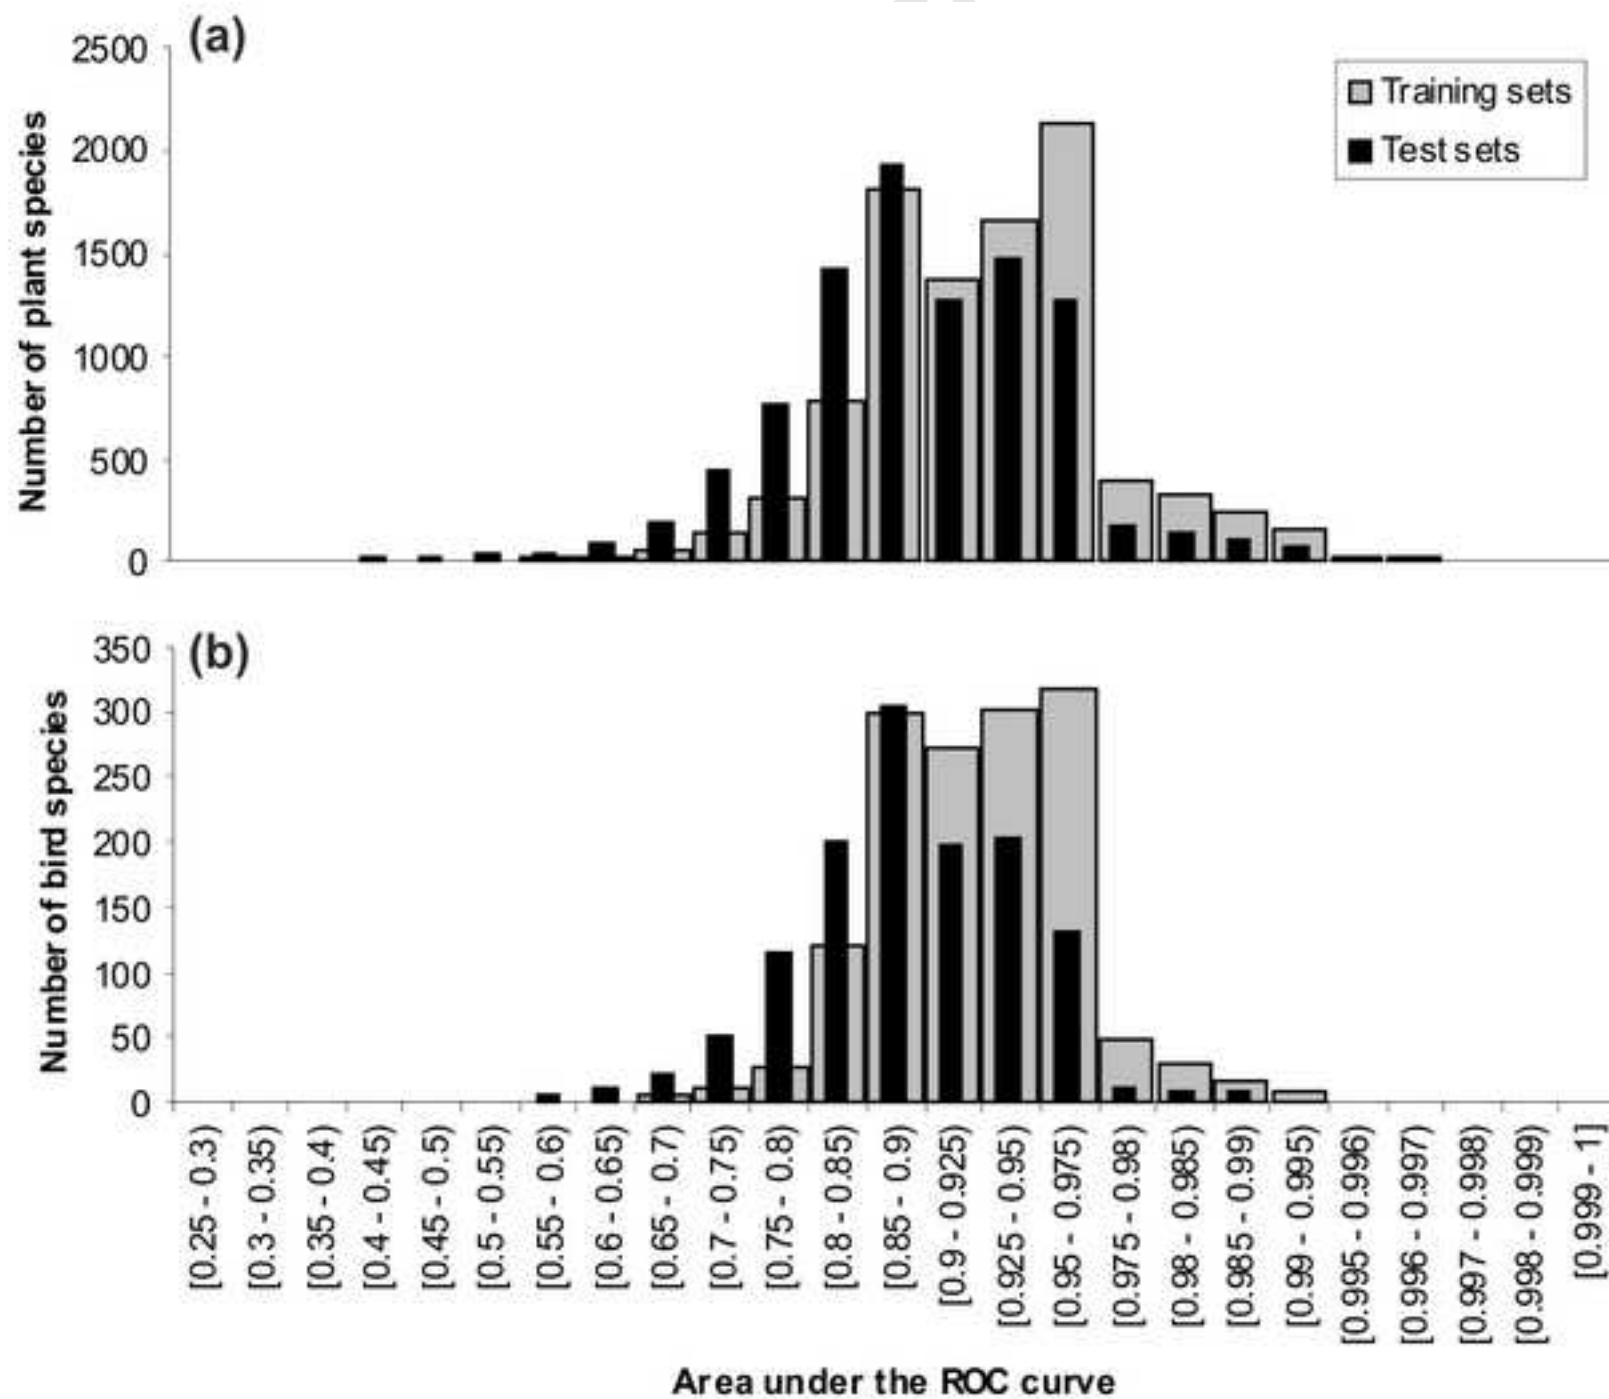 (a)
2500
2000
1500
1000
500
0
Number of plant species
Training sets
Test sets
(b)
350
300
250
200
150
100
50
0
Number of bird species
[0.25 - 0.3)
[0.3 - 0.35)
[0.35 - 0.4)
[0.4 - 0.45)
[0.45 - 0.5)
[0.5 - 0.55)
[0.55 - 0.6)
[0.6 - 0.65)
[0.65 - 0.7)
[0.7 - 0.75)
[0.75 - 0.8)
[0.8 - 0.85)
[0.85 - 0.9)
[0.9 - 0.925)
[0.925 - 0.95)
[0.95 - 0.975)
[0.975 - 0.98)
[0.98 - 0.985)
[0.985 - 0.999)
[0.99 - 0.995)
[0.995 - 0.996)
[0.996 - 0.997)
[0.997 - 0.998)
[0.998 - 0.999)
[0.999 - 1]
Area under the ROC curve